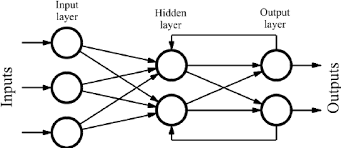 Input
layer
Hidden
layer
Output
layer
Inputs
Outputs